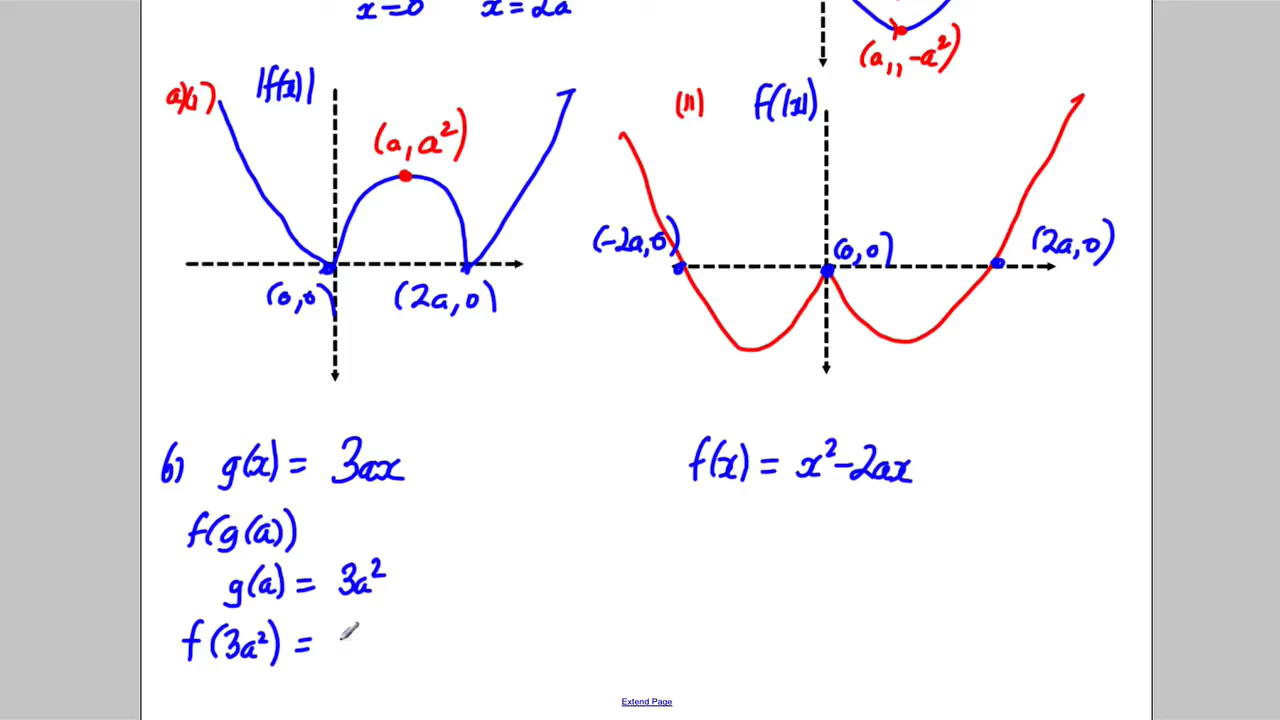 x=0 x=2a
(a, -a²)
a)(i) |f(x)|
(a, a²)
(0,0) (2a,0)
(ii) f(|x|)
(-2a,0) (0,0) (2a,0)
b) g(x) = 3ax f(x) = x²-2ax
f(g(a))
g(a) = 3a²
f(3a²) =
Extend Page